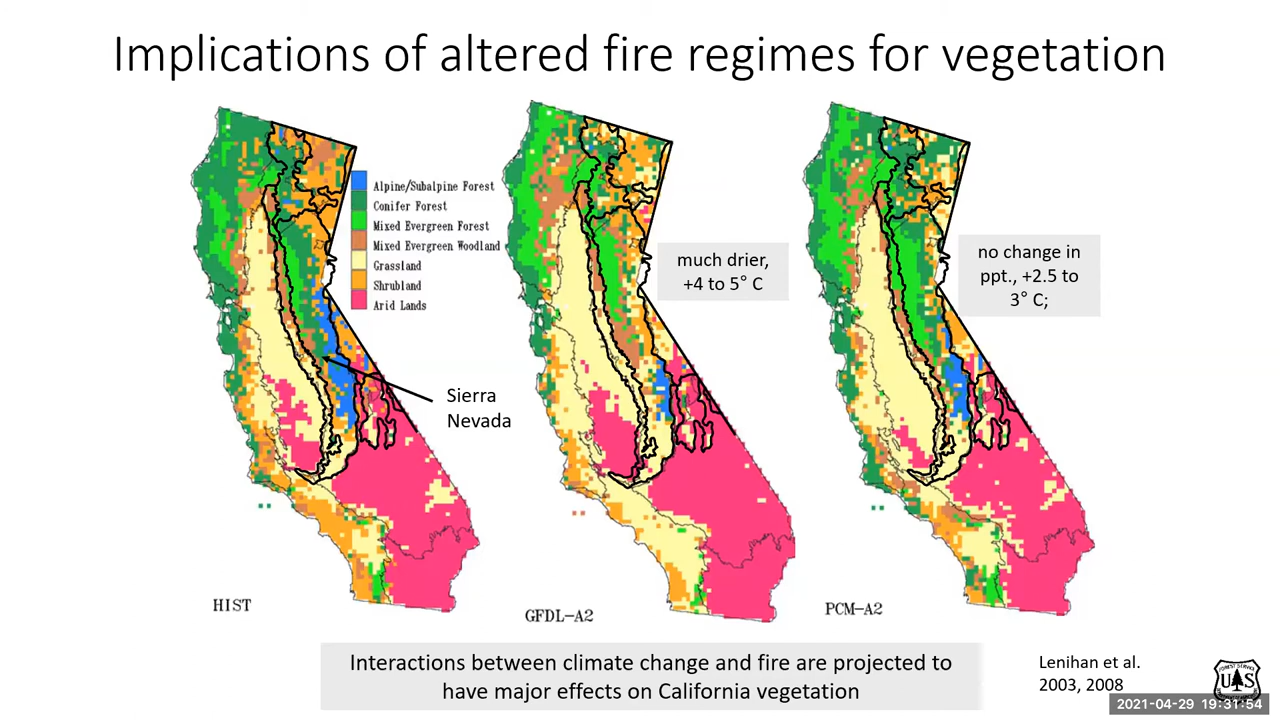 Implications of altered fire regimes for vegetation
Alpine/Subalpine Forest
Conifer Forest
Mixed Evergreen Forest
Mixed Evergreen Woodland
Grassland
Shrubland
Arid Lands
Sierra
Nevada
HIST
much drier,
+4 to 5° C
GFDL-A2
no change in
ppt., +2.5 to
3° C;
PCM-A2
Interactions between climate change and fire are projected to
have major effects on California vegetation
Lenihan et al.
2003, 2008
FOREST SERVICE
U S
2021-04-29 19:31:54